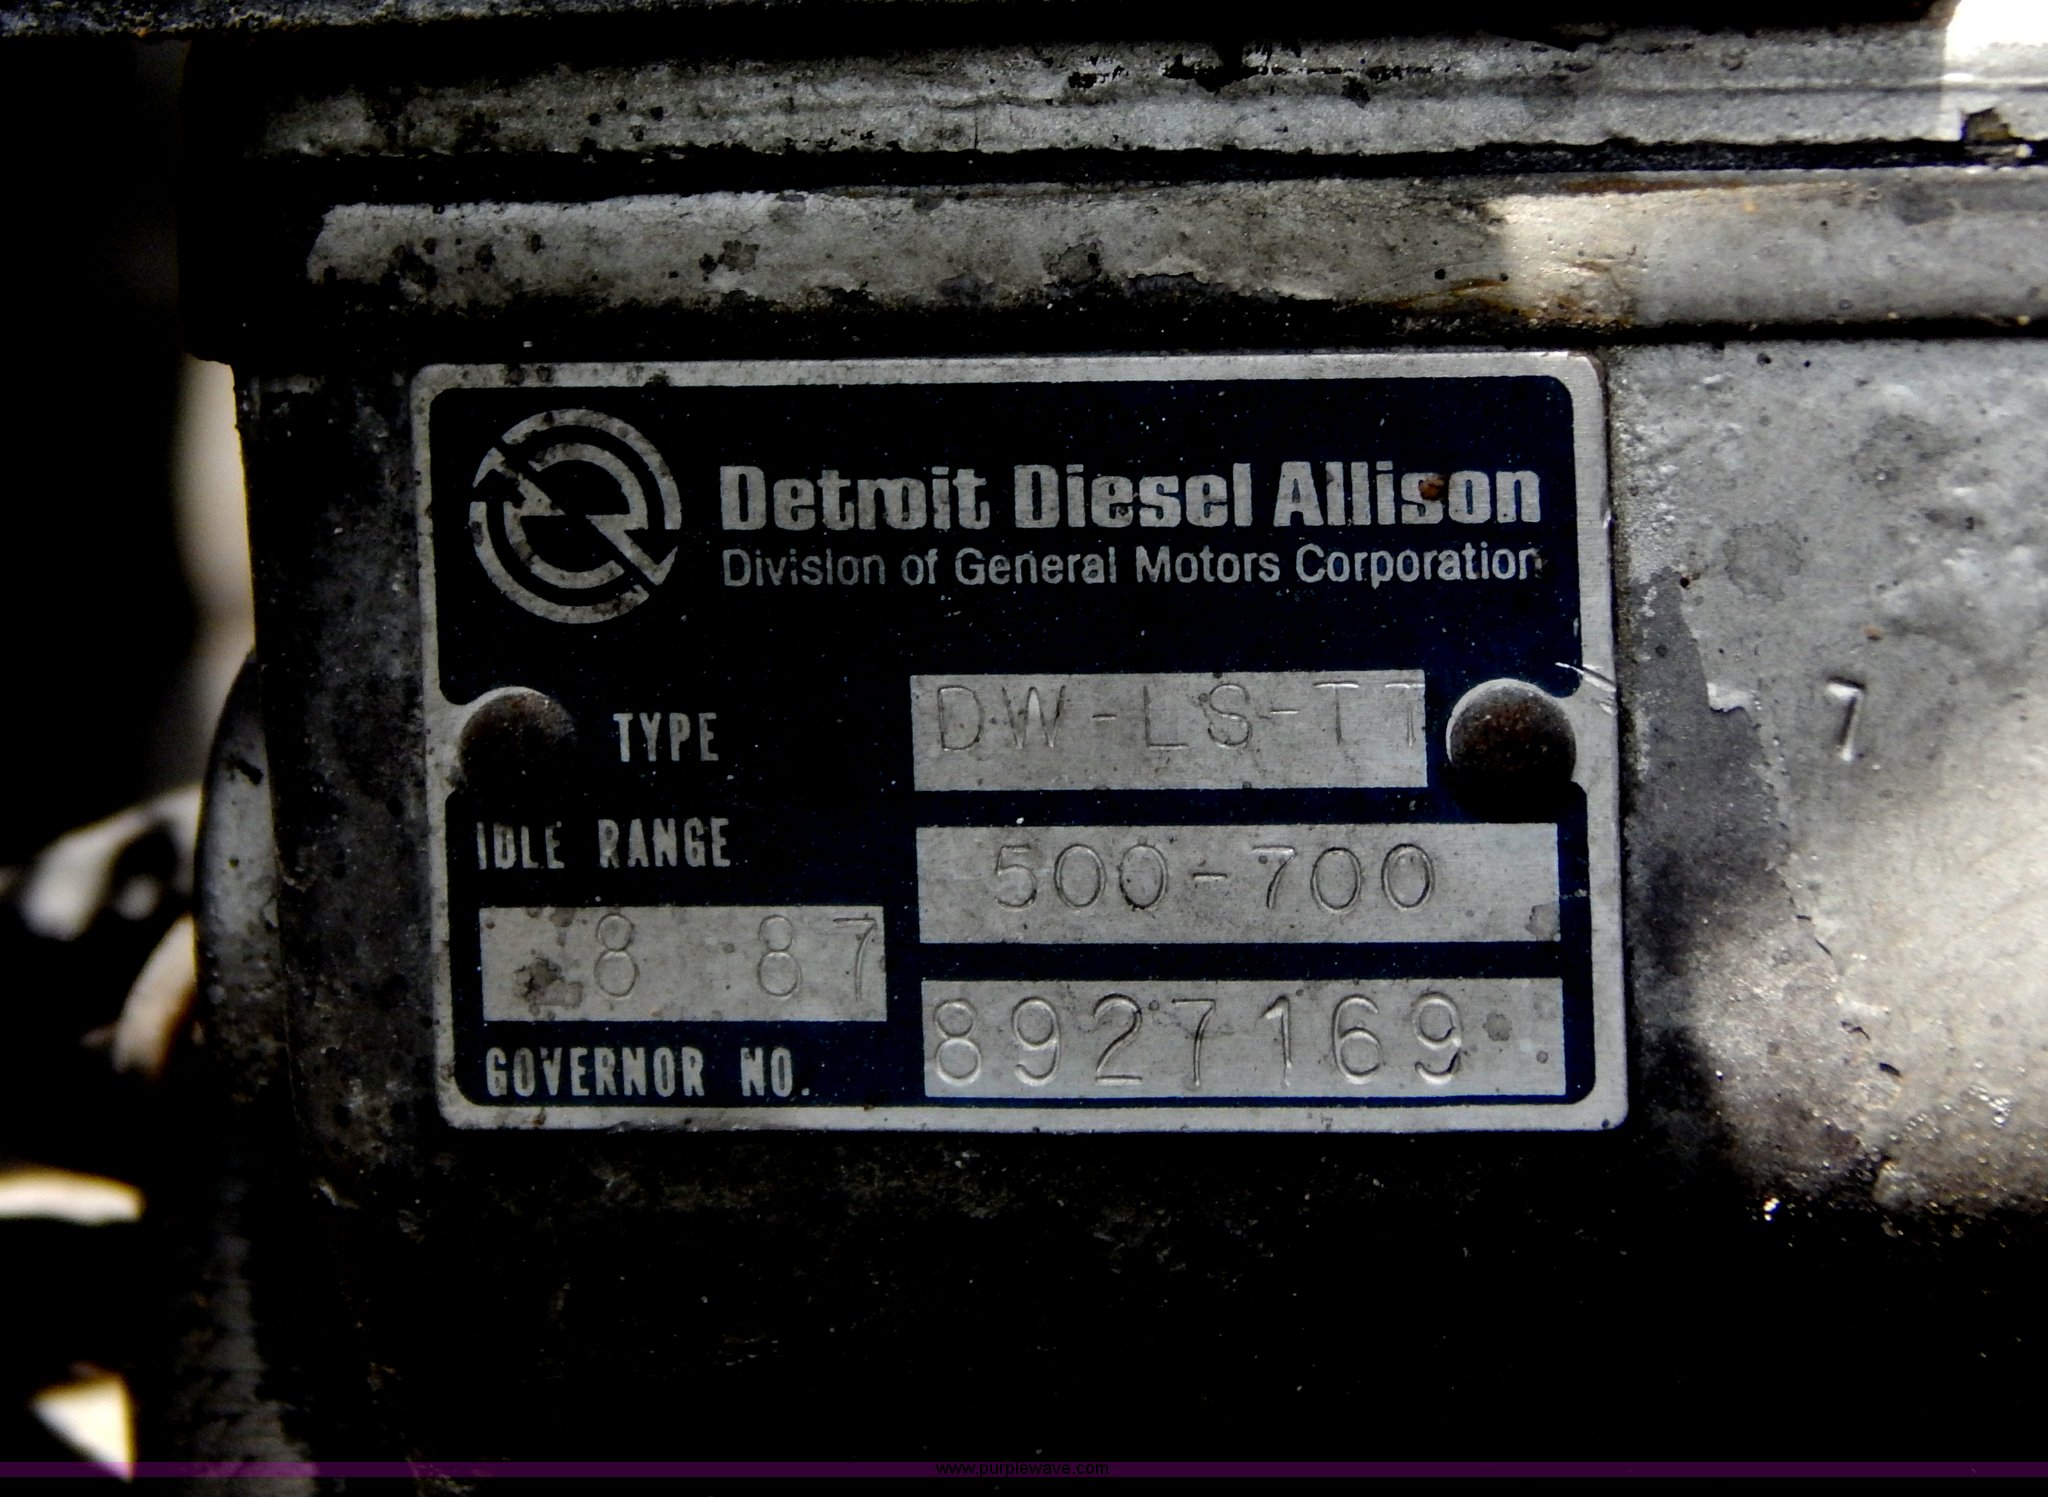 Detroit Diesel Allison
Division of General Motors Corporation
TYPE DW-LS-TT
7
IDLE RANGE 500-700
8 87
GOVERNOR NO. 8927169
www.purplewave.com